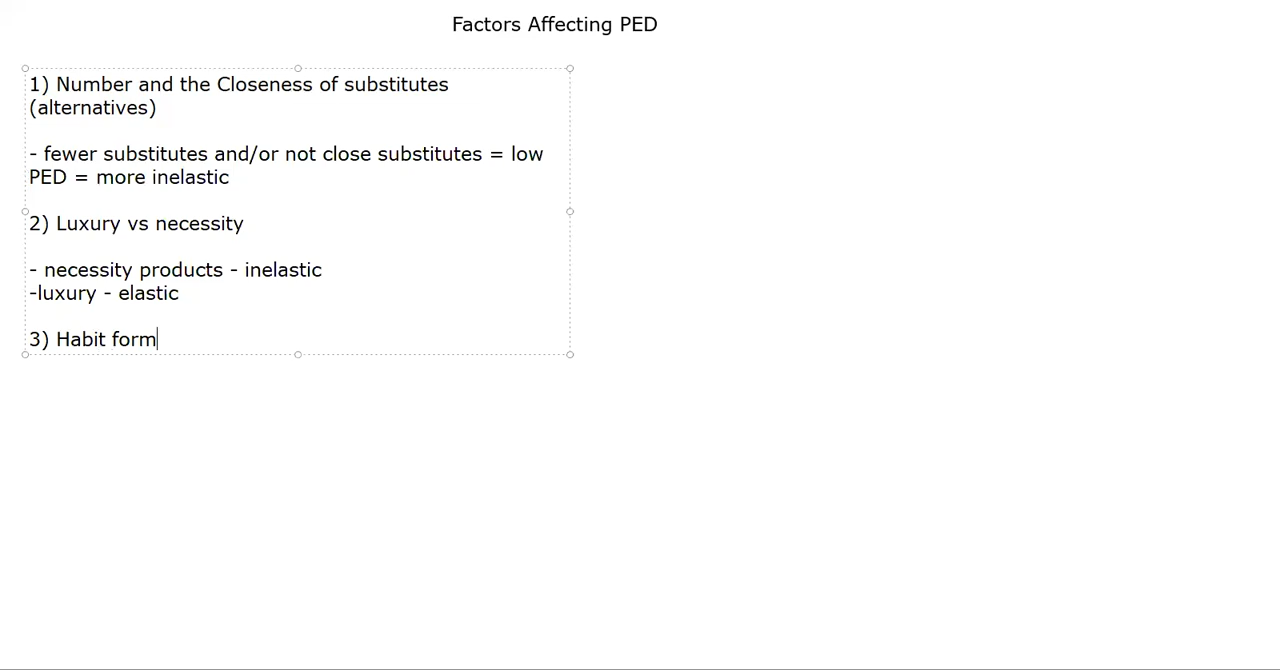 Factors Affecting PED
1) Number and the Closeness of substitutes
(alternatives)
- fewer substitutes and/or not close substitutes = low
PED = more inelastic
2) Luxury vs necessity
- necessity products - inelastic
-luxury - elastic
3) Habit form